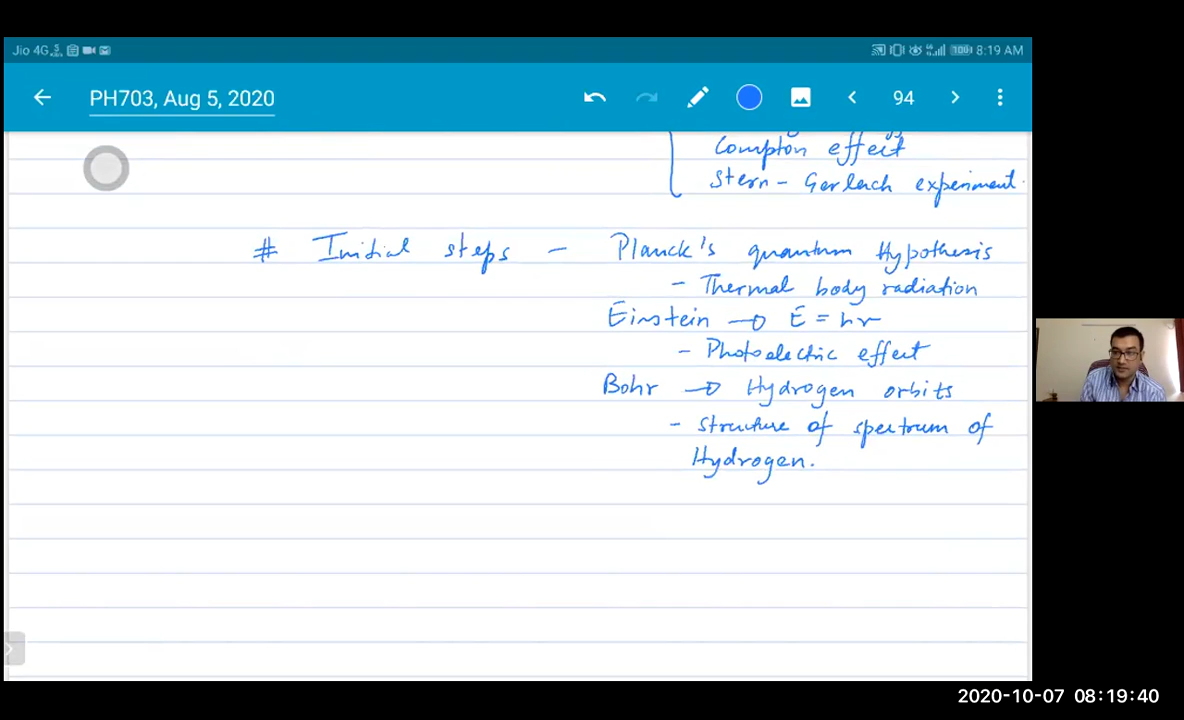 Jio 4G 8:19 AM
PH703, Aug 5, 2020 94
Compton effect
Stern - Gerlach experiment.
# Initial steps - Planck's quantum Hypothesis
- Thermal body radiation
Einstein → E = hν
- Photoelectric effect
Bohr → Hydrogen orbits
- Structure of spectrum of
Hydrogen.
2020-10-07 08:19:40